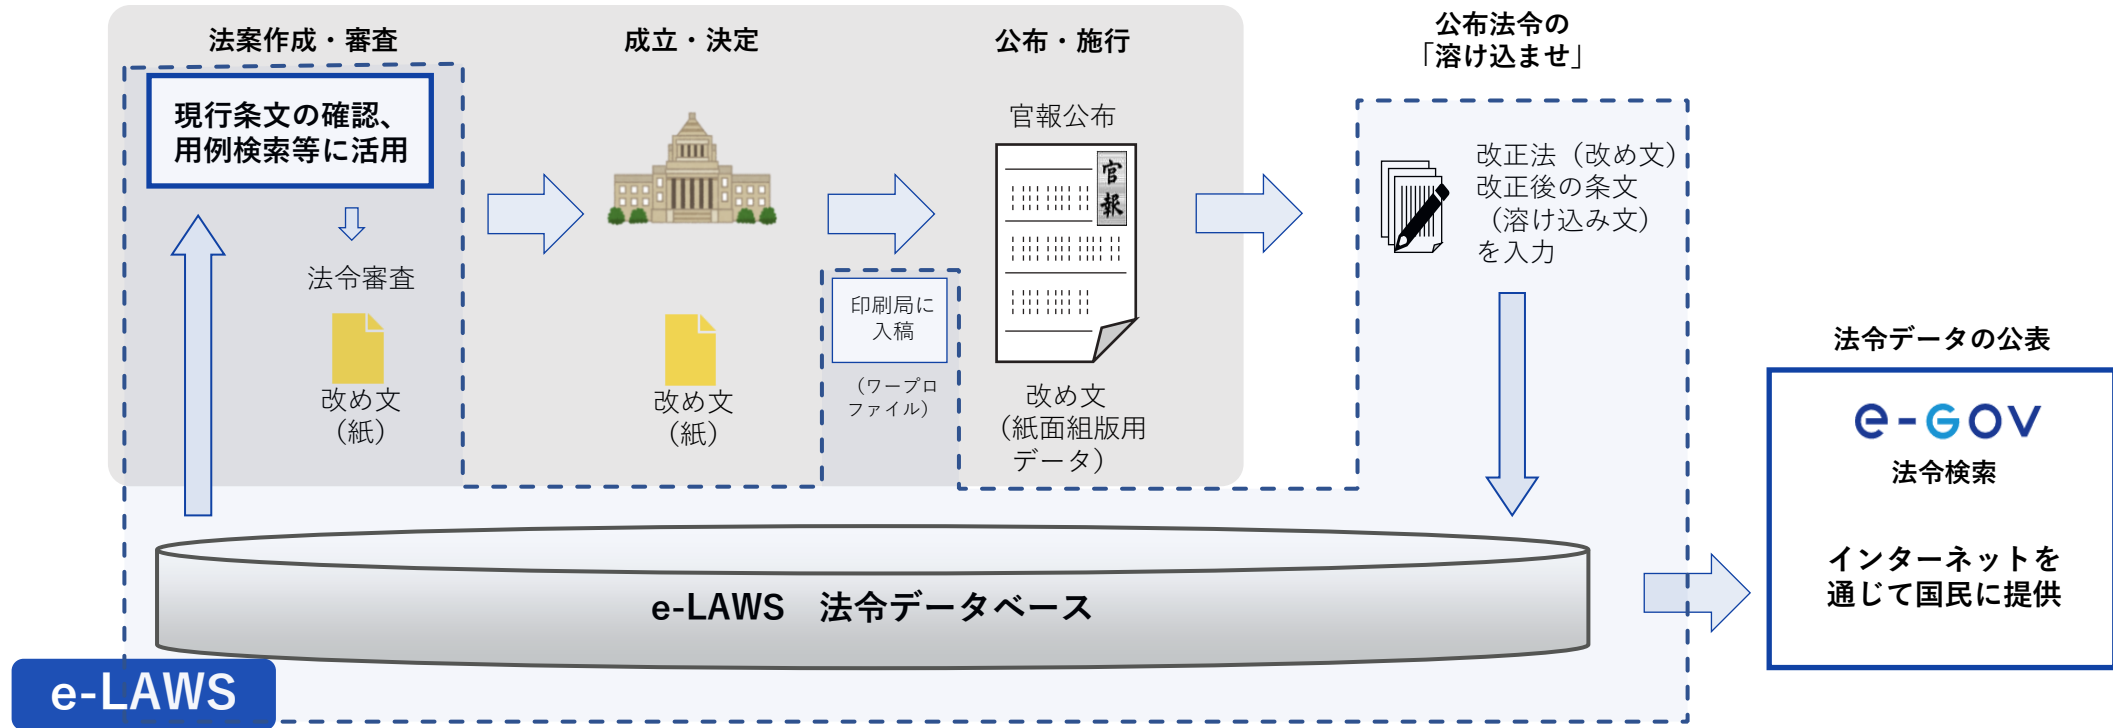 法案作成・審査
現行条文の確認、
用例検索等に活用
法令審査
改め文
（紙）
成立・決定
改め文
（紙）
印刷局に
入稿
（ワープロ
ファイル）
公布・施行
官報公布
官報
改め文
（紙面組版用
データ）
公布法令の
「溶け込ませ」
改正法（改め文）
改正後の条文
（溶け込み文）
を入力
法令データの公表
e-GOV
法令検索
インターネットを
通じて国民に提供
e-LAWS　法令データベース
e-LAWS